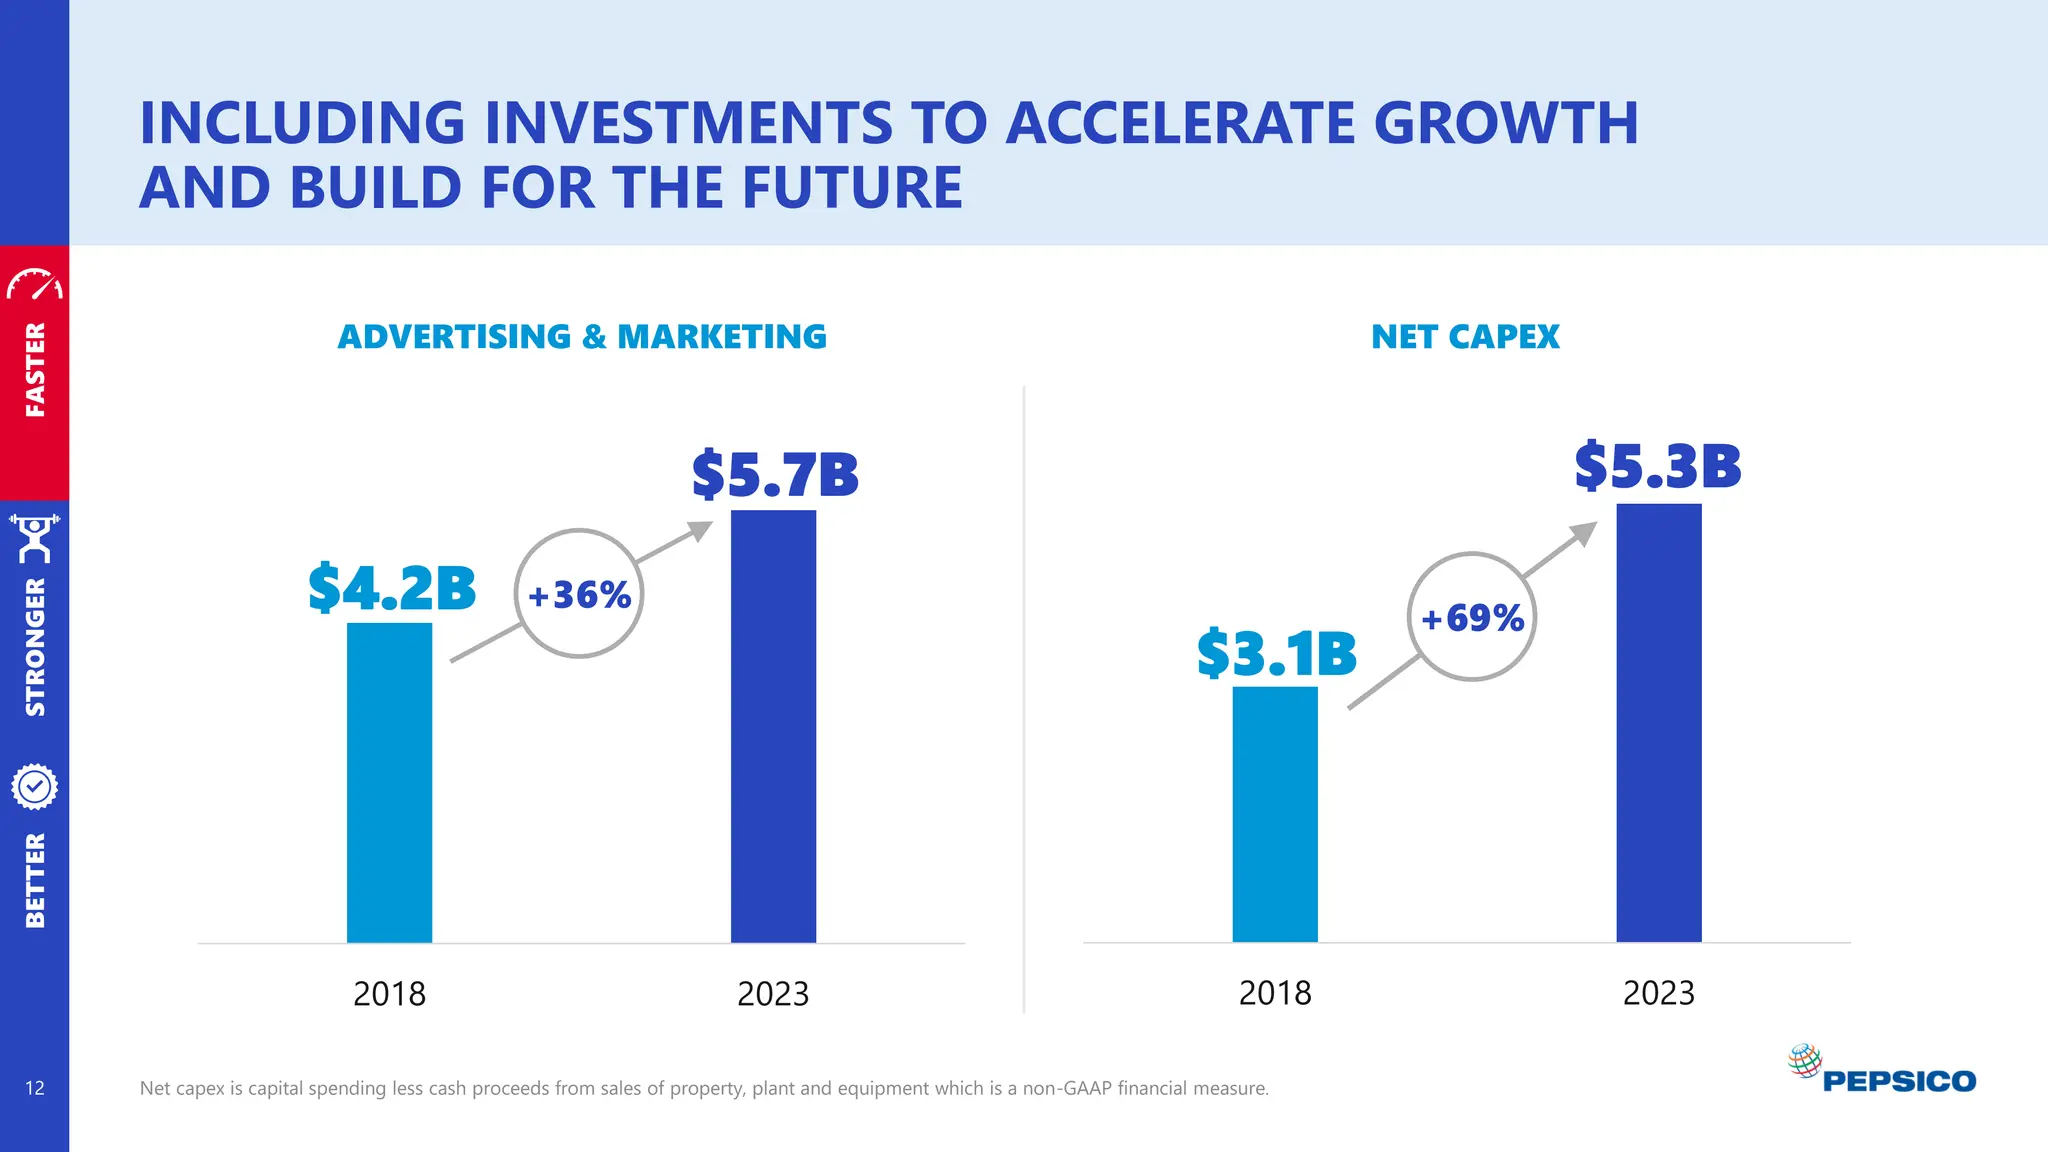 INCLUDING INVESTMENTS TO ACCELERATE GROWTH
AND BUILD FOR THE FUTURE
FASTER
STRONGER
BETTER
ADVERTISING & MARKETING
$4.2B
+36%
$5.7B
2018
2023
NET CAPEX
$3.1B
+69%
$5.3B
2018
2023
12
Net capex is capital spending less cash proceeds from sales of property, plant and equipment which is a non-GAAP financial measure.
PEPSICO